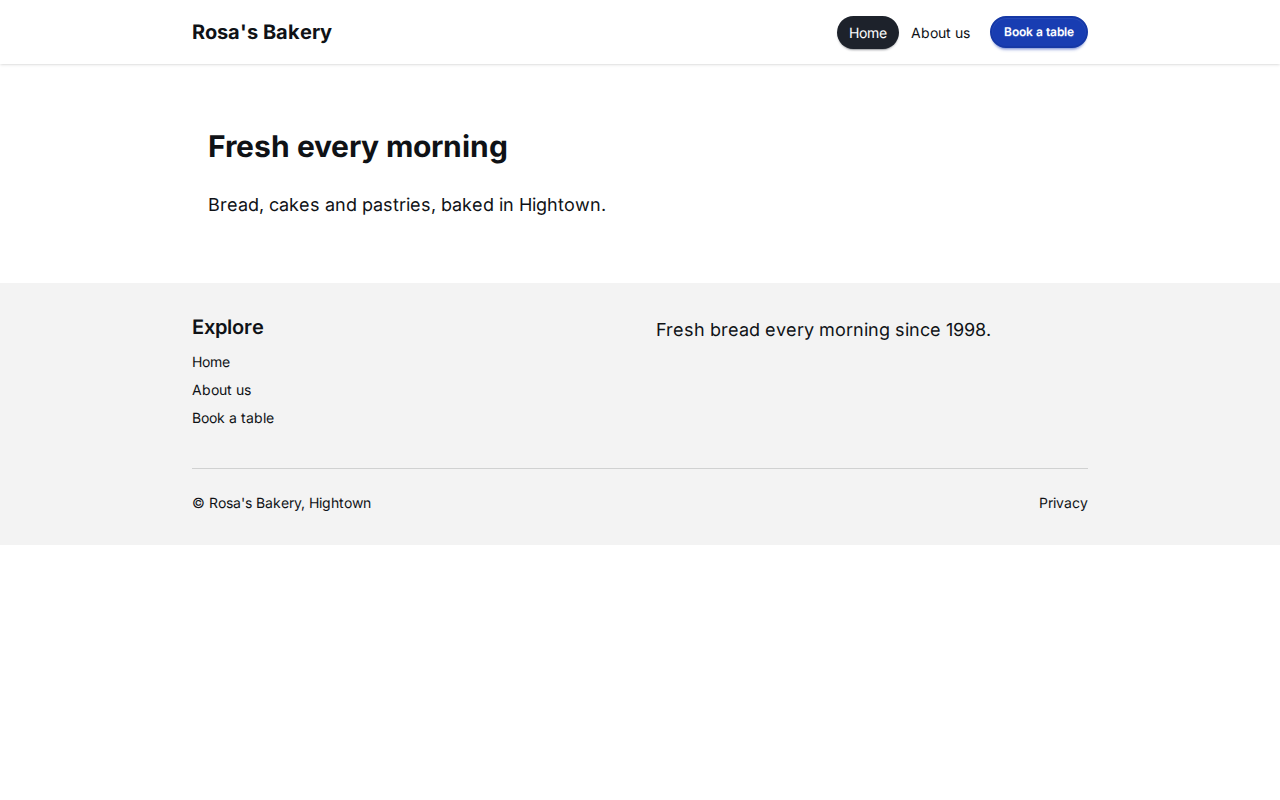 Rosa's Bakery
Home
About us
Book a table
Fresh every morning
Bread, cakes and pastries, baked in Hightown.
Explore
Home
About us
Book a table
Fresh bread every morning since 1998.
© Rosa's Bakery, Hightown
Privacy